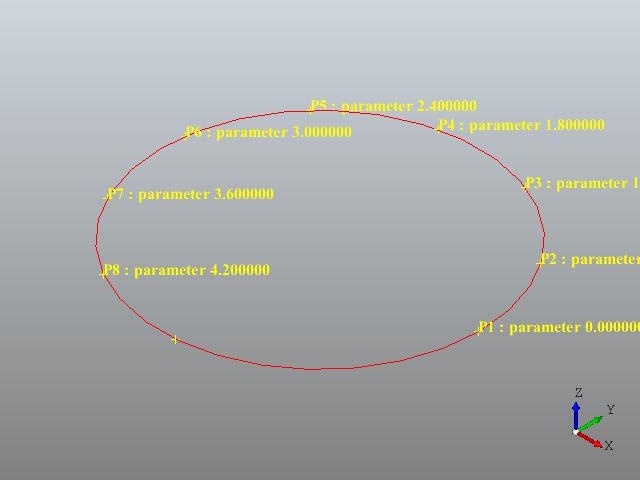 P5 : parameter 2.400000
P4 : parameter 1.800000
P6 : parameter 3.000000
P3 : parameter 1
P7 : parameter 3.600000
P2 : parameter
P8 : parameter 4.200000
P1 : parameter 0.000000
Z
Y
X